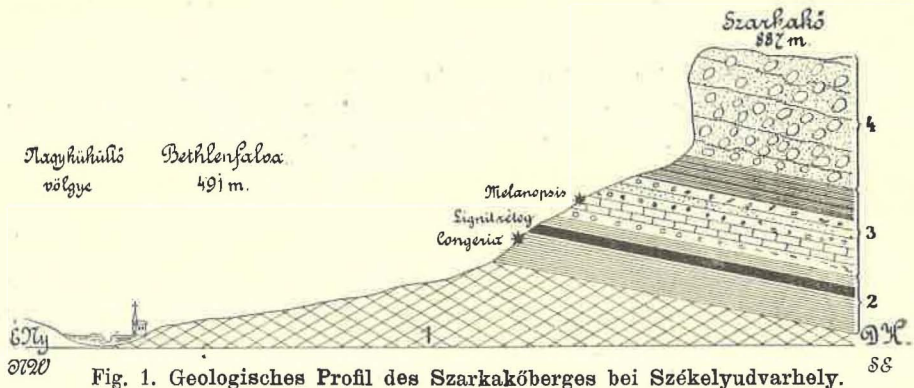 Szarkakő
887 m.
4
Nagyküküllő
völgye
Bethlenfalva
491 m.
Melanopsis
Lignitréteg
Congeria
3
2
1
ÉNy
DK.
NW
SE
Fig. 1. Geologisches Profil des Szarkakőberges bei Székelyudvarhely.